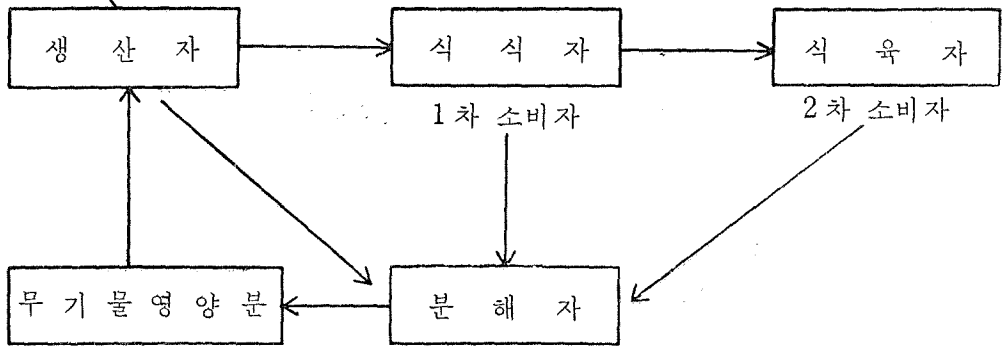 생 산 자
식 식 자
식 육 자
1차 소비자
2차 소비자
무 기 물 영 양 분
분 해 자